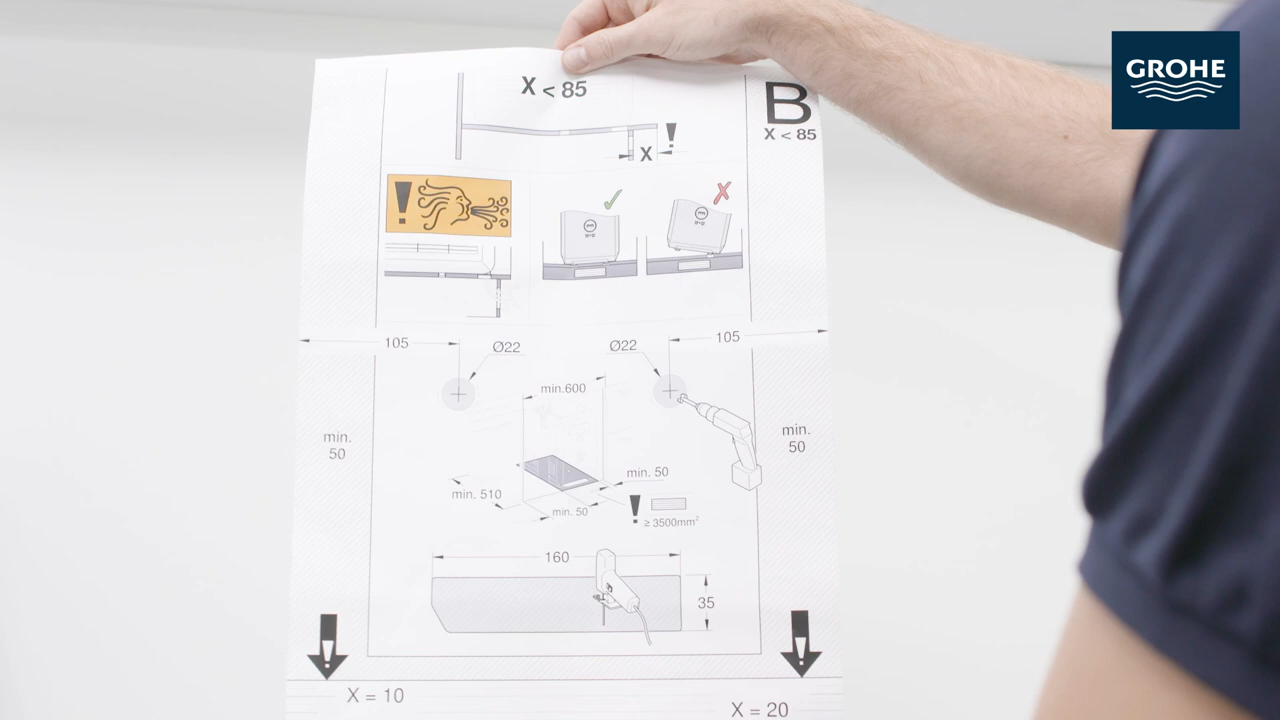 GROHE
X < 85
B
X < 85
!
X
!
105
Ø22
Ø22
105
min.600
min.
50
min.
50
min. 50
min. 510
min. 50
!
≥ 3500mm²
160
35
!
!
X = 10
X = 20